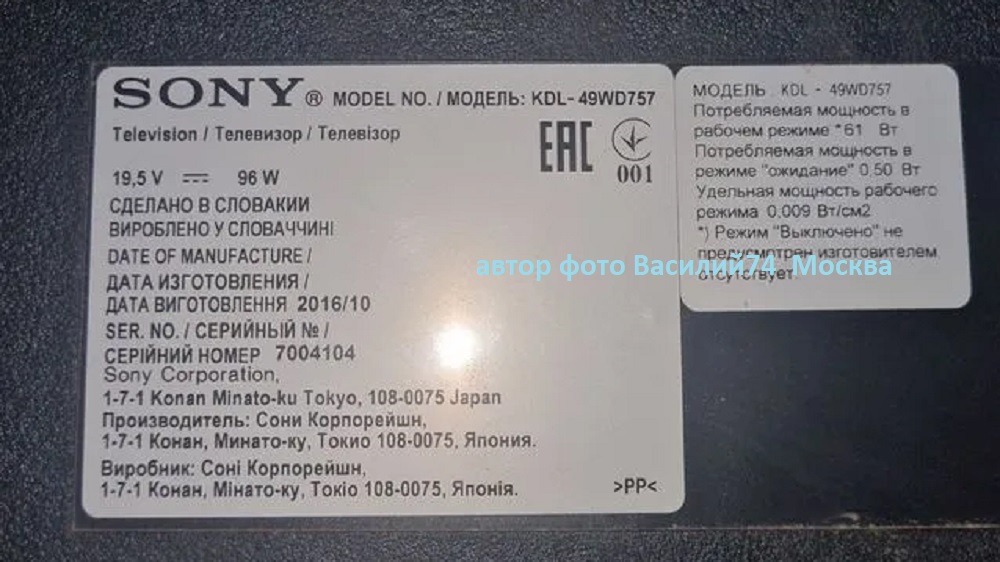 SONY® MODEL NO. / МОДЕЛЬ: KDL- 49WD757
Television / Телевизор / Телевізор
19,5 V 96 W
EAC
001
СДЕЛАНО В СЛОВАКИИ
ВИРОБЛЕНО У СЛОВАЧЧИНІ
DATE OF MANUFACTURE /
ДАТА ИЗГОТОВЛЕНИЯ /
ДАТА ВИГОТОВЛЕННЯ 2016/10
SER. NO. / СЕРИЙНЫЙ № /
СЕРІЙНИЙ НОМЕР 7004104
Sony Corporation,
1-7-1 Konan Minato-ku Tokyo, 108-0075 Japan
Производитель: Сони Корпорейшн,
1-7-1 Конан, Минато-ку, Токио 108-0075, Япония.
Виробник: Соні Корпорейшн,
1-7-1 Конан, Мінато-ку, Токіо 108-0075, Японія.
>PP<
МОДЕЛЬ : KDL - 49WD757
Потребляемая мощность в
рабочем режиме *61 Вт
Потребляемая мощность в
режиме "ожидание" 0,50 Вт
Удельная мощность рабочего
режима 0,009 Вт/см2
*) Режим "Выключено" не
предусмотрен изготовителем
отсутствует.
автор фото Василий74 Москва